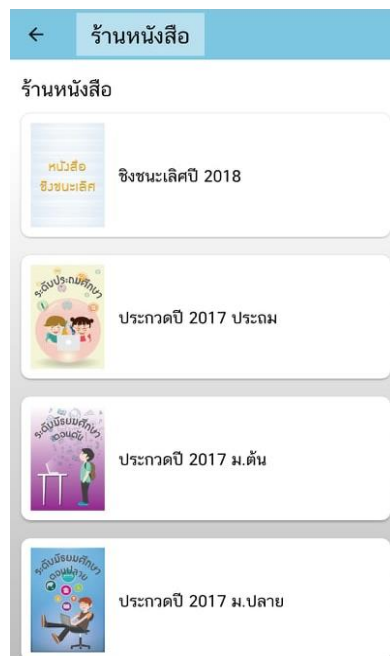 ร้านหนังสือ
ร้านหนังสือ
หนังสือ
ชิงชนะเลิศ
ชิงชนะเลิศปี 2018
ระดับประถมศึกษา
ประกวดปี 2017 ประถม
ระดับมัธยมศึกษา
ตอนต้น
ประกวดปี 2017 ม.ต้น
ระดับมัธยมศึกษา
ตอนปลาย
ประกวดปี 2017 ม.ปลาย